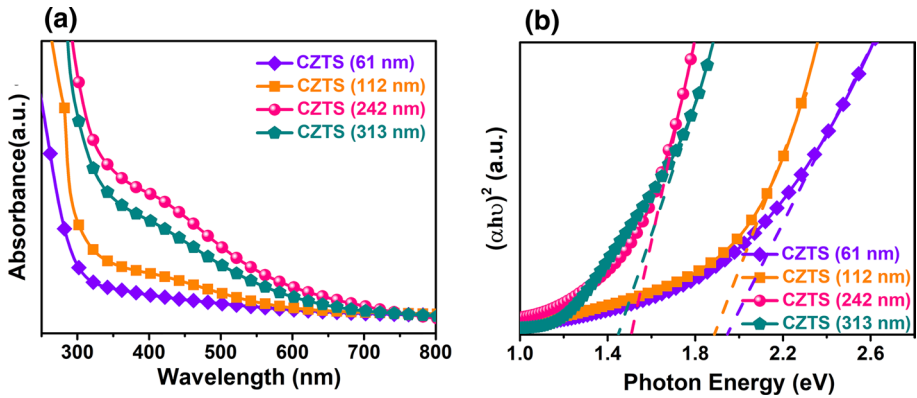 (a)
Absorbance(a.u.)
CZTS (61 nm)
CZTS (112 nm)
CZTS (242 nm)
CZTS (313 nm)
300 400 500 600 700 800
Wavelength (nm)
(b)
(αhυ)² (a.u.)
CZTS (61 nm)
CZTS (112 nm)
CZTS (242 nm)
CZTS (313 nm)
1.0 1.4 1.8 2.2 2.6
Photon Energy (eV)